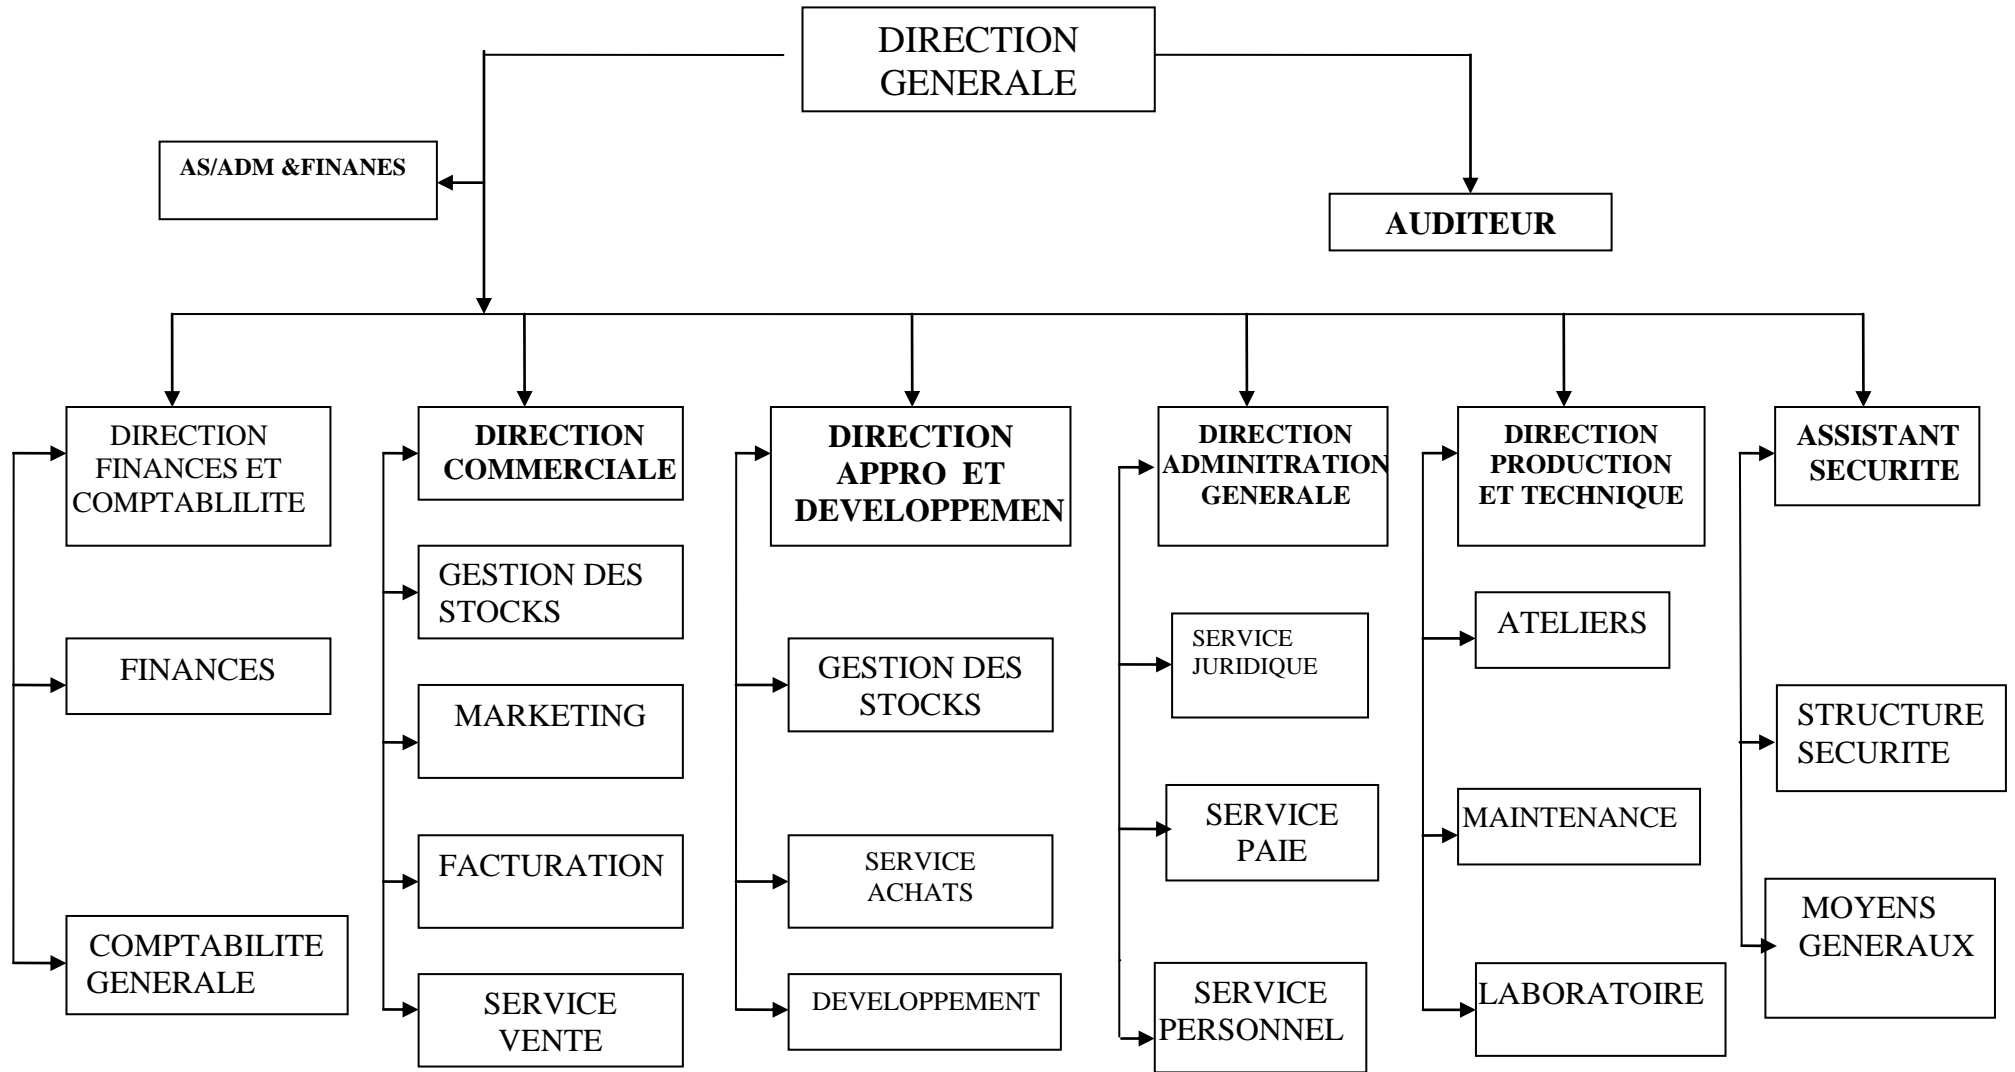 DIRECTION
GENERALE
AS/ADM &FINANES
AUDITEUR
DIRECTION
FINANCES ET
COMPTABLILITE
DIRECTION
COMMERCIALE
DIRECTION
APPRO ET
DEVELOPPEMEN
DIRECTION
ADMINITRATION
GENERALE
DIRECTION
PRODUCTION
ET TECHNIQUE
ASSISTANT
SECURITE
FINANCES
COMPTABILITE
GENERALE
GESTION DES
STOCKS
MARKETING
FACTURATION
SERVICE
VENTE
GESTION DES
STOCKS
SERVICE
ACHATS
DEVELOPPEMENT
SERVICE
JURIDIQUE
SERVICE
PAIE
SERVICE
PERSONNEL
ATELIERS
MAINTENANCE
LABORATOIRE
STRUCTURE
SECURITE
MOYENS
GENERAUX